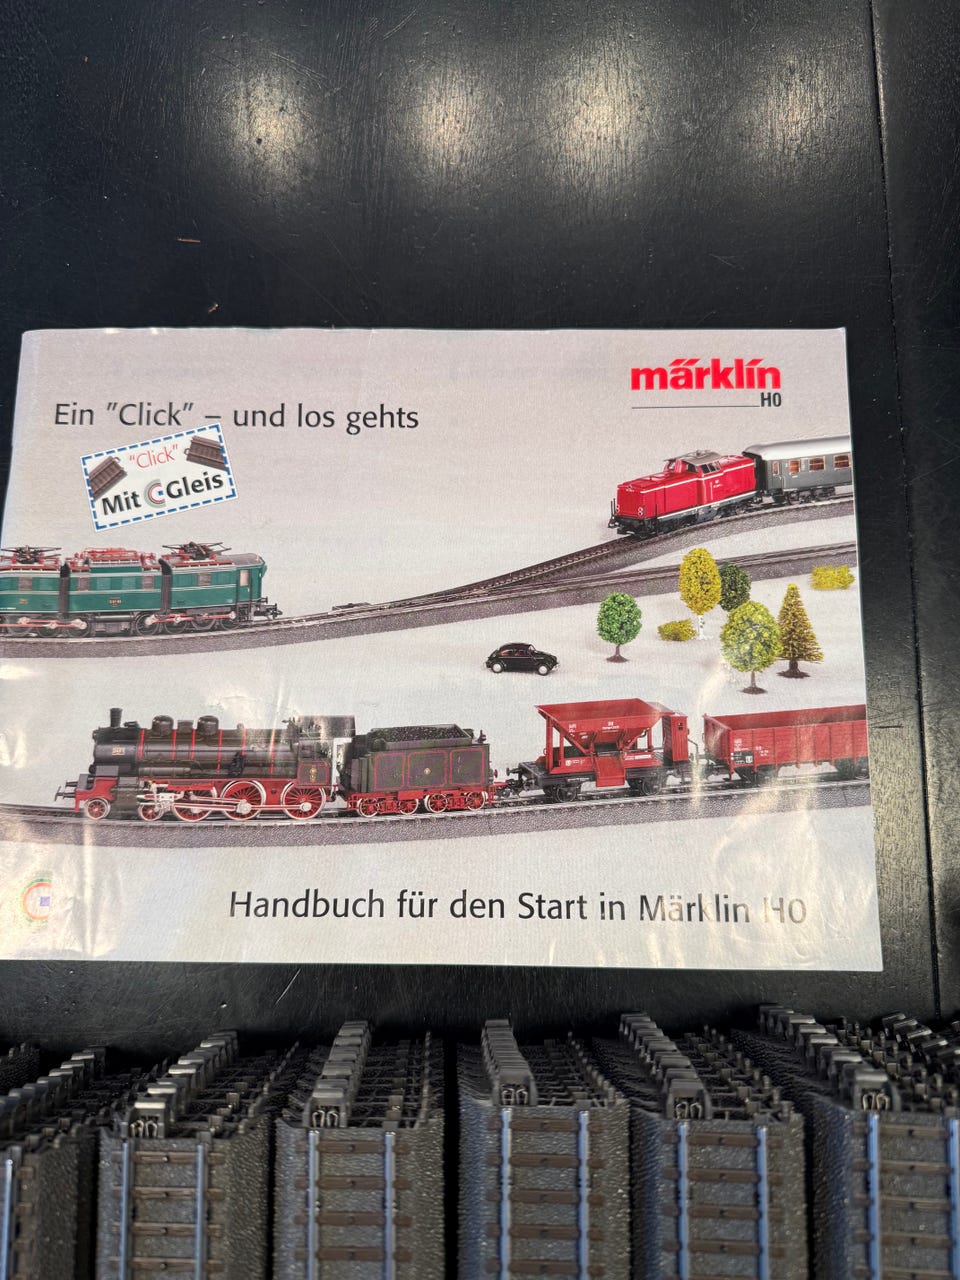 märklin
H0
Ein "Click" – und los gehts
"Click"
Mit C Gleis
Handbuch für den Start in Märklin H0